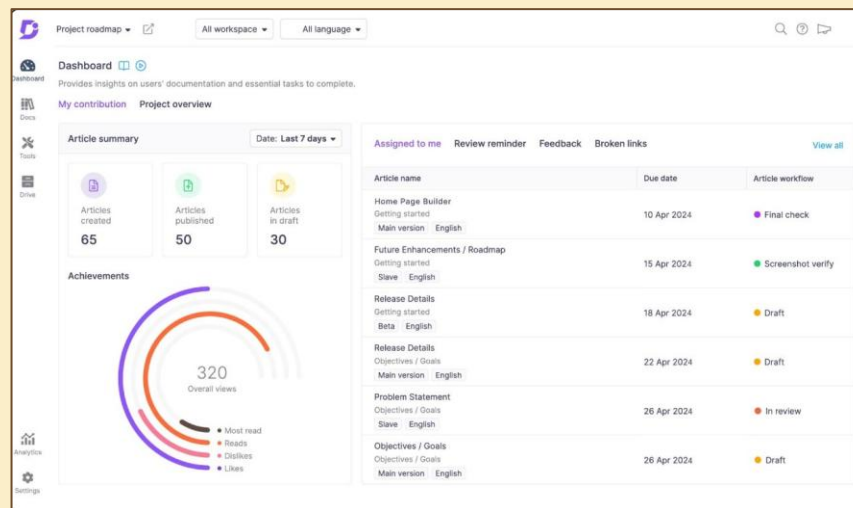 Project roadmap
All workspace
All language
Dashboard
Provides insights on users' documentation and essential tasks to complete.
My contribution Project overview
Dashboard
Docs
Tools
Drive
Analytics
Settings
Article summary
Date: Last 7 days
Articles created
65
Articles published
50
Articles in draft
30
Achievements
320
Overall views
Most read
Reads
Dislikes
Likes
Assigned to me Review reminder Feedback Broken links View all
Article name Due date Article workflow
Home Page Builder
Getting started 10 Apr 2024 Final check
Main version English
Future Enhancements / Roadmap
Getting started 15 Apr 2024 Screenshot verify
Slave English
Release Details
Getting started 18 Apr 2024 Draft
Beta English
Release Details
Objectives / Goals 22 Apr 2024 Draft
Main version English
Problem Statement
Objectives / Goals 26 Apr 2024 In review
Slave English
Objectives / Goals
Objectives / Goals 26 Apr 2024 Draft
Main version English